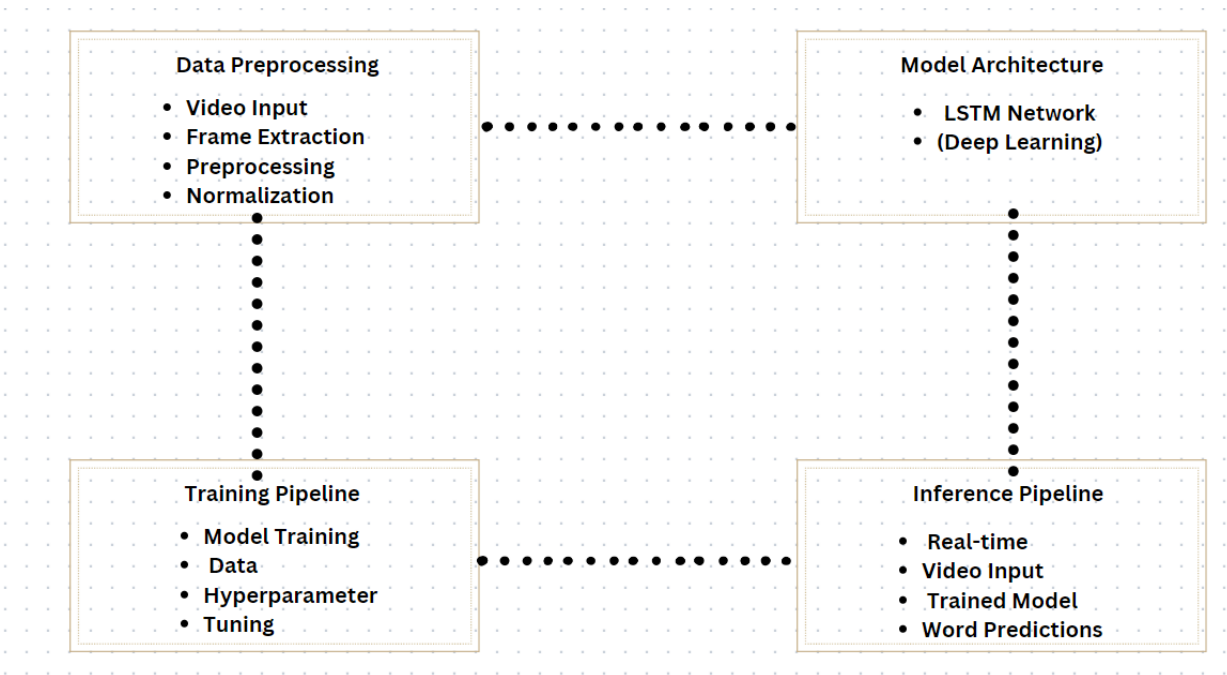 Data Preprocessing
• Video Input
• Frame Extraction
• Preprocessing
• Normalization
Model Architecture
• LSTM Network
• (Deep Learning)
Training Pipeline
• Model Training
• Data
• Hyperparameter
• Tuning
Inference Pipeline
• Real-time
• Video Input
• Trained Model
• Word Predictions